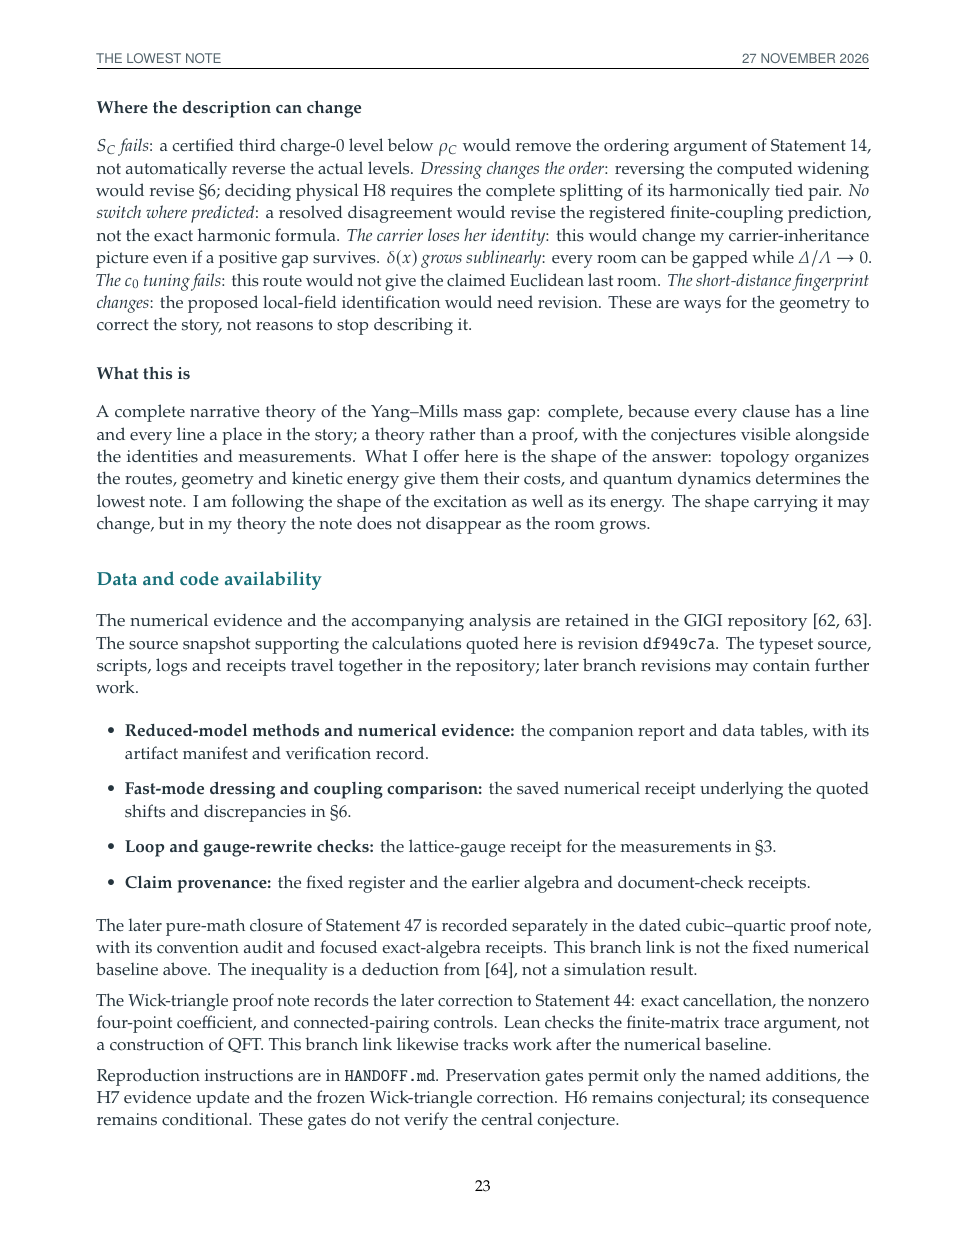 THE LOWEST NOTE 27 NOVEMBER 2026
Where the description can change
S_C fails: a certified third charge-0 level below ρ_C would remove the ordering argument of Statement 14,
not automatically reverse the actual levels. Dressing changes the order: reversing the computed widening
would revise §6; deciding physical H8 requires the complete splitting of its harmonically tied pair. No
switch where predicted: a resolved disagreement would revise the registered finite-coupling prediction,
not the exact harmonic formula. The carrier loses her identity: this would change my carrier-inheritance
picture even if a positive gap survives. δ(x) grows sublinearly: every room can be gapped while Δ/Λ → 0.
The c₀ tuning fails: this route would not give the claimed Euclidean last room. The short-distance fingerprint
changes: the proposed local-field identification would need revision. These are ways for the geometry to
correct the story, not reasons to stop describing it.
What this is
A complete narrative theory of the Yang–Mills mass gap: complete, because every clause has a line
and every line a place in the story; a theory rather than a proof, with the conjectures visible alongside
the identities and measurements. What I offer here is the shape of the answer: topology organizes
the routes, geometry and kinetic energy give them their costs, and quantum dynamics determines the
lowest note. I am following the shape of the excitation as well as its energy. The shape carrying it may
change, but in my theory the note does not disappear as the room grows.
Data and code availability
The numerical evidence and the accompanying analysis are retained in the GIGI repository [62, 63].
The source snapshot supporting the calculations quoted here is revision df949c7a. The typeset source,
scripts, logs and receipts travel together in the repository; later branch revisions may contain further
work.
• Reduced-model methods and numerical evidence: the companion report and data tables, with its
artifact manifest and verification record.
• Fast-mode dressing and coupling comparison: the saved numerical receipt underlying the quoted
shifts and discrepancies in §6.
• Loop and gauge-rewrite checks: the lattice-gauge receipt for the measurements in §3.
• Claim provenance: the fixed register and the earlier algebra and document-check receipts.
The later pure-math closure of Statement 47 is recorded separately in the dated cubic–quartic proof note,
with its convention audit and focused exact-algebra receipts. This branch link is not the fixed numerical
baseline above. The inequality is a deduction from [64], not a simulation result.
The Wick-triangle proof note records the later correction to Statement 44: exact cancellation, the nonzero
four-point coefficient, and connected-pairing controls. Lean checks the finite-matrix trace argument, not
a construction of QFT. This branch link likewise tracks work after the numerical baseline.
Reproduction instructions are in HANDOFF.md. Preservation gates permit only the named additions, the
H7 evidence update and the frozen Wick-triangle correction. H6 remains conjectural; its consequence
remains conditional. These gates do not verify the central conjecture.
23